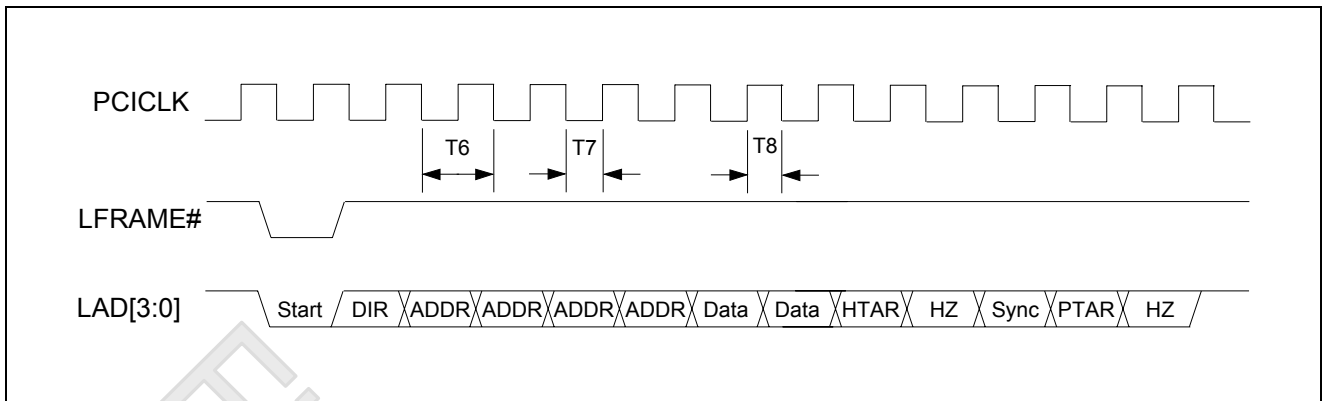 PCICLK
T6 T7 T8
LFRAME#
LAD[3:0] Start DIR ADDR ADDR ADDR ADDR Data Data HTAR HZ Sync PTAR HZ